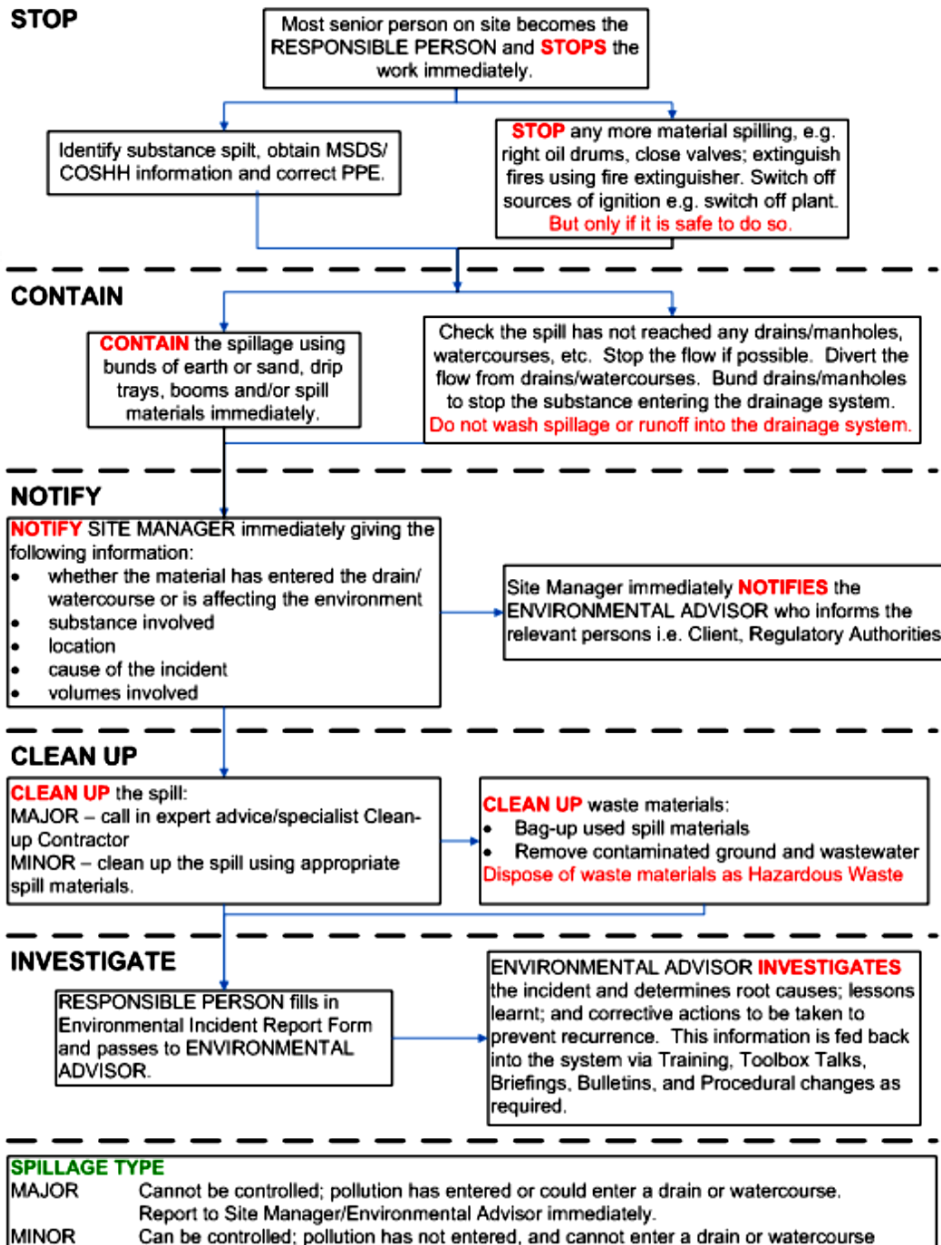 STOP
Most senior person on site becomes the
RESPONSIBLE PERSON and STOPS the
work immediately.
Identify substance spilt, obtain MSDS/
COSHH information and correct PPE.
STOP any more material spilling, e.g.
right oil drums, close valves; extinguish
fires using fire extinguisher. Switch off
sources of ignition e.g. switch off plant.
But only if it is safe to do so.
CONTAIN
CONTAIN the spillage using
bunds of earth or sand, drip
trays, booms and/or spill
materials immediately.
Check the spill has not reached any drains/manholes,
watercourses, etc. Stop the flow if possible. Divert the
flow from drains/watercourses. Bund drains/manholes
to stop the substance entering the drainage system.
Do not wash spillage or runoff into the drainage system.
NOTIFY
NOTIFY SITE MANAGER immediately giving the
following information:
• whether the material has entered the drain/
watercourse or is affecting the environment
• substance involved
• location
• cause of the incident
• volumes involved
Site Manager immediately NOTIFIES the
ENVIRONMENTAL ADVISOR who informs the
relevant persons i.e. Client, Regulatory Authorities
CLEAN UP
CLEAN UP the spill:
MAJOR – call in expert advice/specialist Clean-
up Contractor
MINOR – clean up the spill using appropriate
spill materials.
CLEAN UP waste materials:
• Bag-up used spill materials
• Remove contaminated ground and wastewater
Dispose of waste materials as Hazardous Waste
INVESTIGATE
RESPONSIBLE PERSON fills in
Environmental Incident Report Form
and passes to ENVIRONMENTAL
ADVISOR.
ENVIRONMENTAL ADVISOR INVESTIGATES
the incident and determines root causes; lessons
learnt; and corrective actions to be taken to
prevent recurrence. This information is fed back
into the system via Training, Toolbox Talks,
Briefings, Bulletins, and Procedural changes as
required.
SPILLAGE TYPE
MAJOR Cannot be controlled; pollution has entered or could enter a drain or watercourse.
Report to Site Manager/Environmental Advisor immediately.
MINOR Can be controlled; pollution has not entered, and cannot enter a drain or watercourse